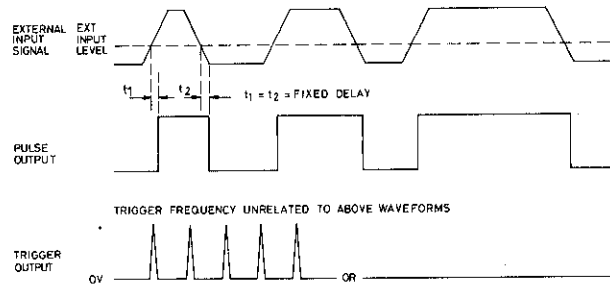 EXTERNAL INPUT SIGNAL
EXT INPUT LEVEL
t1
t2
t1 = t2 = FIXED DELAY
PULSE OUTPUT
TRIGGER FREQUENCY UNRELATED TO ABOVE WAVEFORMS
TRIGGER OUTPUT
OV
OR